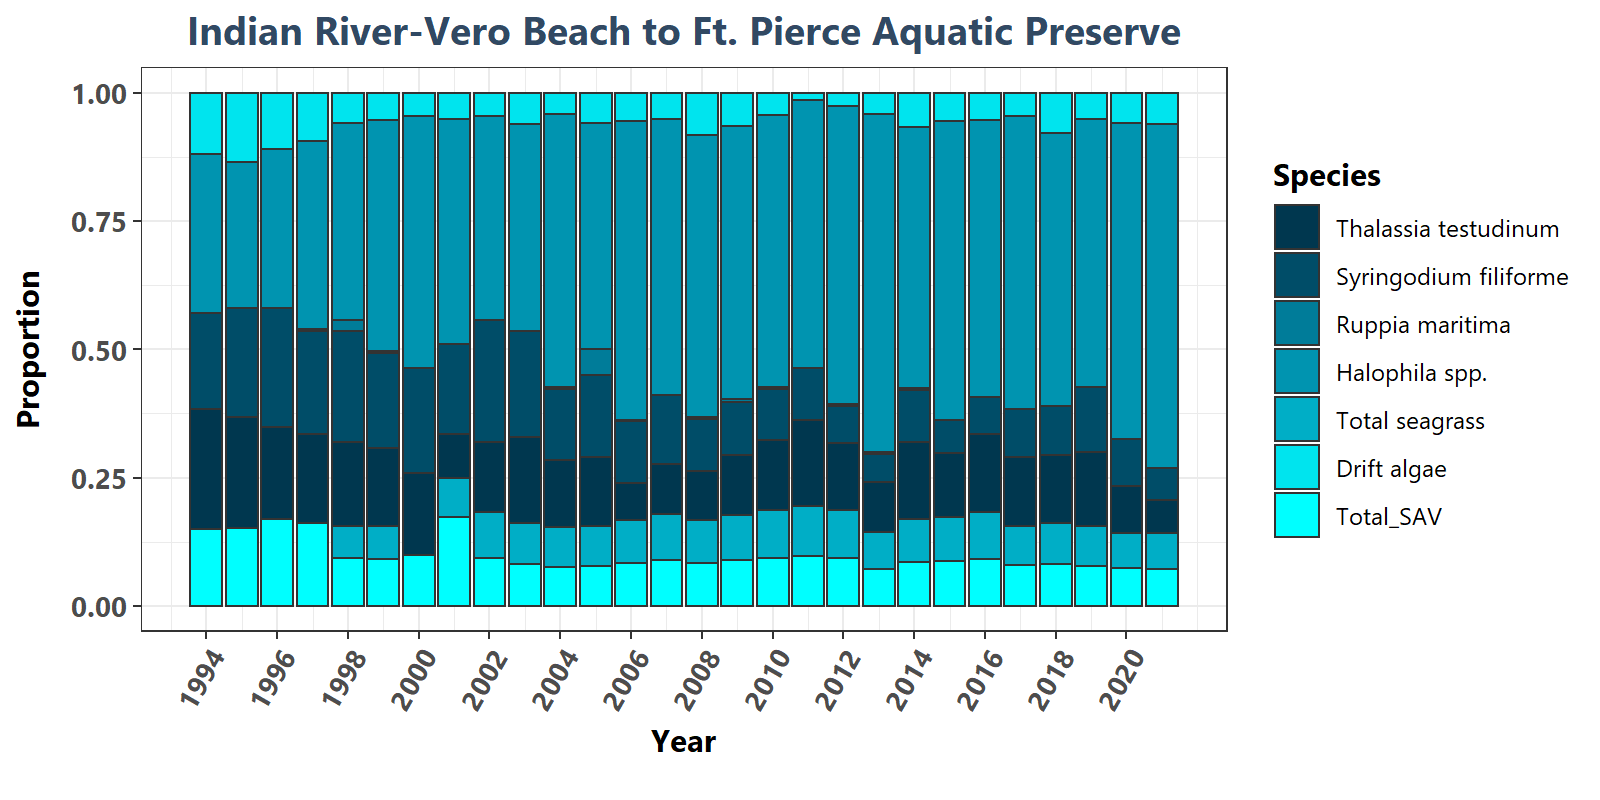 Indian River-Vero Beach to Ft. Pierce Aquatic Preserve
1.00
0.75
0.50
0.25
0.00
Proportion
1994
1996
1998
2000
2002
2004
2006
2008
2010
2012
2014
2016
2018
2020
Year
Species
Thalassia testudinum
Syringodium filiforme
Ruppia maritima
Halophila spp.
Total seagrass
Drift algae
Total_SAV